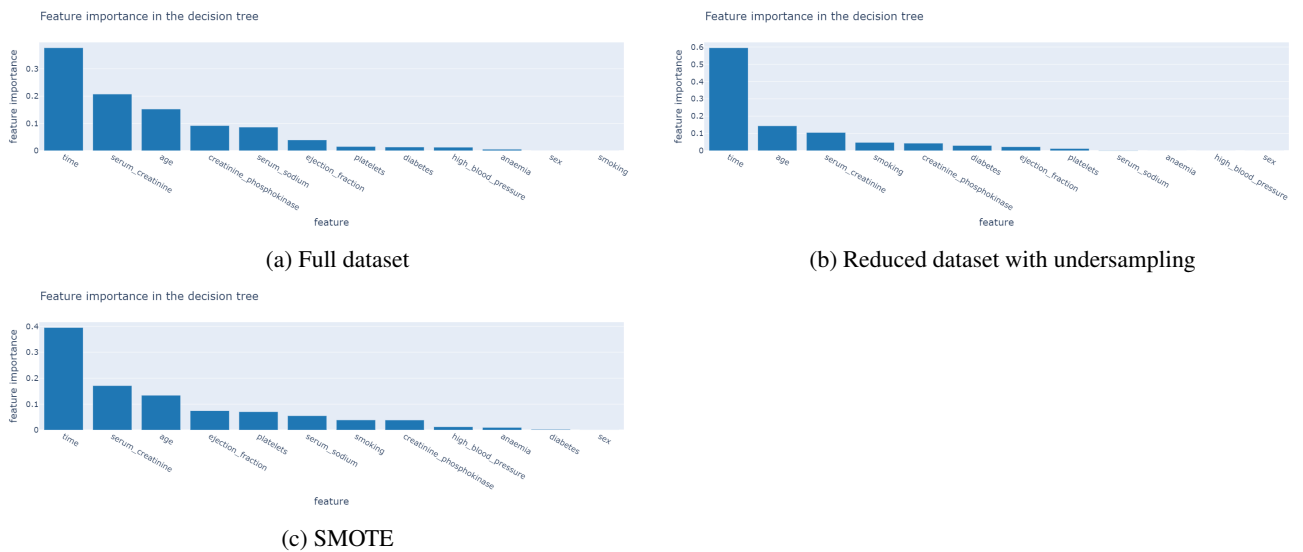 Feature importance in the decision tree
feature importance
0.3
0.2
0.1
0
time
serum_creatinine
age
creatinine_phosphokinase
serum_sodium
ejection_fraction
platelets
diabetes
high_blood_pressure
anaemia
sex
smoking
feature
(a) Full dataset
Feature importance in the decision tree
feature importance
0.6
0.5
0.4
0.3
0.2
0.1
0
time
age
serum_creatinine
smoking
creatinine_phosphokinase
diabetes
ejection_fraction
platelets
serum_sodium
anaemia
high_blood_pressure
sex
feature
(b) Reduced dataset with undersampling
Feature importance in the decision tree
feature importance
0.4
0.3
0.2
0.1
0
time
serum_creatinine
age
ejection_fraction
platelets
serum_sodium
smoking
creatinine_phosphokinase
high_blood_pressure
anaemia
diabetes
sex
feature
(c) SMOTE